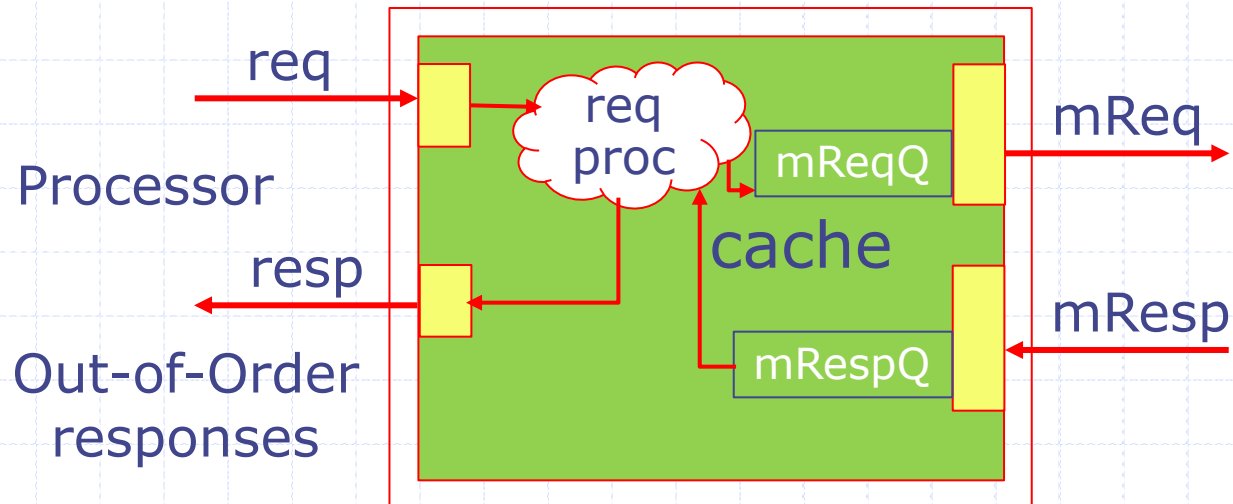 req
Processor
resp
Out-of-Order
responses
req
proc
mReqQ
cache
mRespQ
mReq
mResp